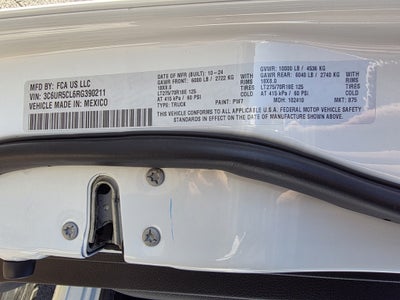 MFD BY: FCA US LLC
VIN: 3C6UR5CL6RG390211
VEHICLE MADE IN: MEXICO
DATE OF MFR (BUILT): 10-24
GAWR FRONT: 6000 LB / 2722 KG
18X8.0 RIMS
LT275/70R18E 125 TIRES
AT 415 kPa / 60 PSI COLD
TYPE: TRUCK PAINT: PW7
GVWR: 10000 LB / 4536 KG
GAWR REAR: 6040 LB / 2740 KG
18X8.0 RIMS
LT275/70R18E 125 TIRES
AT 415 kPa / 60 PSI COLD
MDH: 102410 MKT: 875
THIS VEHICLE CONFORMS TO ALL APPLICABLE U.S.A. FEDERAL MOTOR VEHICLE SAFETY
STANDARDS IN EFFECT ON THE DATE OF MANUFACTURE SHOWN ABOVE